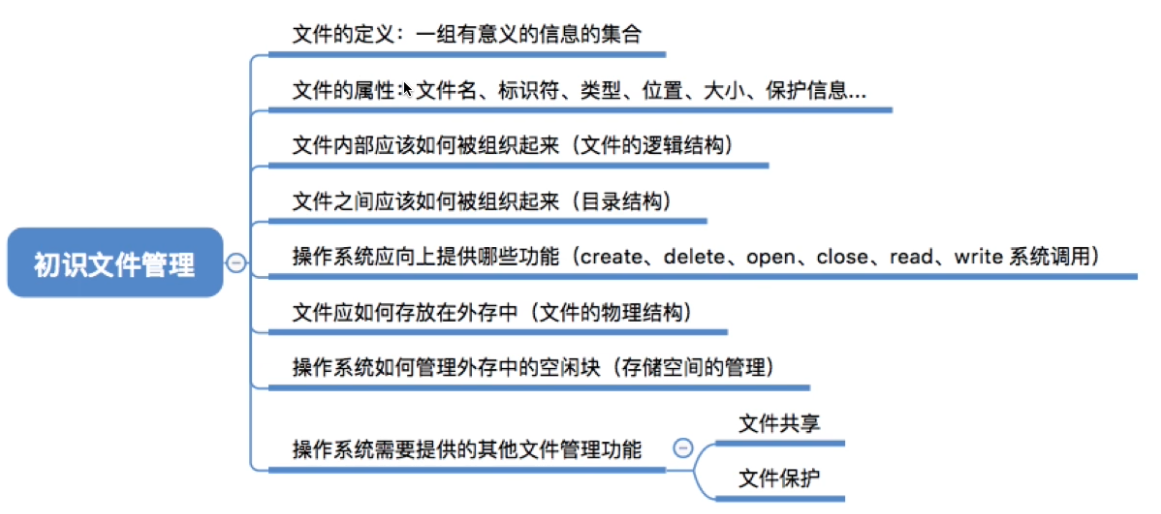 初识文件管理
文件的定义：一组有意义的信息的集合
文件的属性：文件名、标识符、类型、位置、大小、保护信息...
文件内部应该如何被组织起来（文件的逻辑结构）
文件之间应该如何被组织起来（目录结构）
操作系统应向上提供哪些功能（create、delete、open、close、read、write 系统调用）
文件应如何存放在外存中（文件的物理结构）
操作系统如何管理外存中的空闲块（存储空间的管理）
操作系统需要提供的其他文件管理功能
文件共享
文件保护